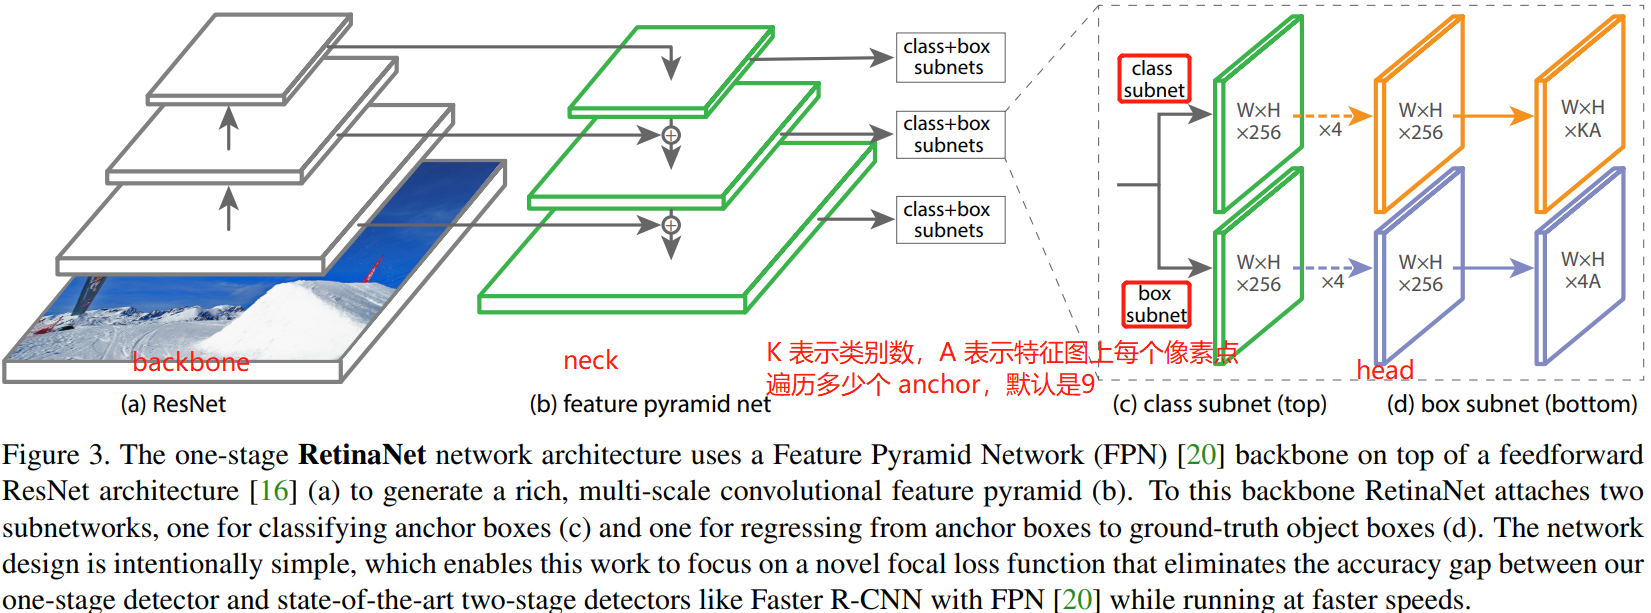 class+box
subnets
class+box
subnets
class+box
subnets
class
subnet
W×H
×256
×4
W×H
×256
W×H
×KA
box
subnet
W×H
×256
×4
W×H
×256
W×H
×4A
backbone
neck
K 表示类别数，A 表示特征图上每个像素点
遍历多少个 anchor，默认是9
head
(a) ResNet
(b) feature pyramid net
(c) class subnet (top)
(d) box subnet (bottom)
Figure 3. The one-stage RetinaNet network architecture uses a Feature Pyramid Network (FPN) [20] backbone on top of a feedforward
ResNet architecture [16] (a) to generate a rich, multi-scale convolutional feature pyramid (b). To this backbone RetinaNet attaches two
subnetworks, one for classifying anchor boxes (c) and one for regressing from anchor boxes to ground-truth object boxes (d). The network
design is intentionally simple, which enables this work to focus on a novel focal loss function that eliminates the accuracy gap between our
one-stage detector and state-of-the-art two-stage detectors like Faster R-CNN with FPN [20] while running at faster speeds.